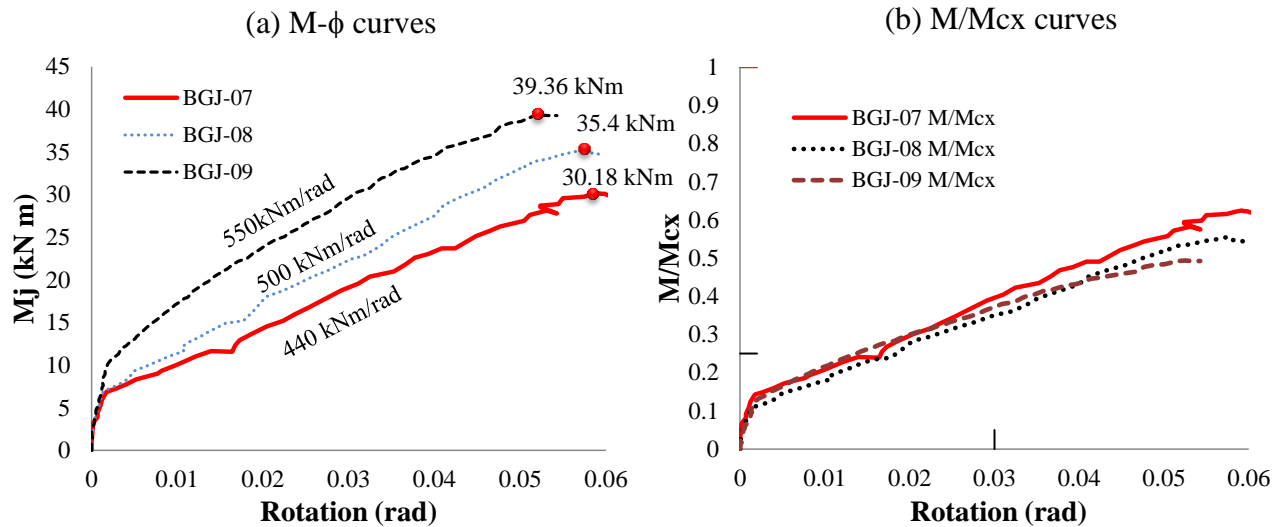 (a) M-ϕ curves
45
40
35
30
25
20
15
10
5
0
Mj (kN m)
BGJ-07
BGJ-08
BGJ-09
39.36 kNm
35.4 kNm
30.18 kNm
550kNm/rad
500 kNm/rad
440 kNm/rad
0 0.01 0.02 0.03 0.04 0.05 0.06
Rotation (rad)
(b) M/Mcx curves
1
0.9
0.8
0.7
0.6
0.5
0.4
0.3
0.2
0.1
0
M/Mcx
BGJ-07 M/Mcx
BGJ-08 M/Mcx
BGJ-09 M/Mcx
0 0.01 0.02 0.03 0.04 0.05 0.06
Rotation (rad)